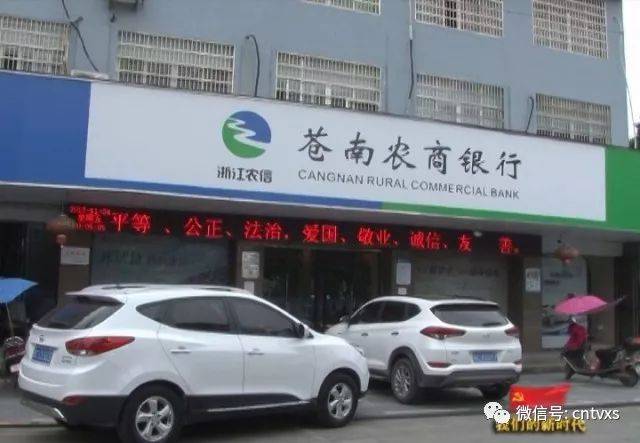 浙江农信
苍南农商银行
CANGNAN RURAL COMMERCIAL BANK
平等、公正、法治，爱国、敬业、诚信、友 善。
微信号: cntvxs
我们的新时代